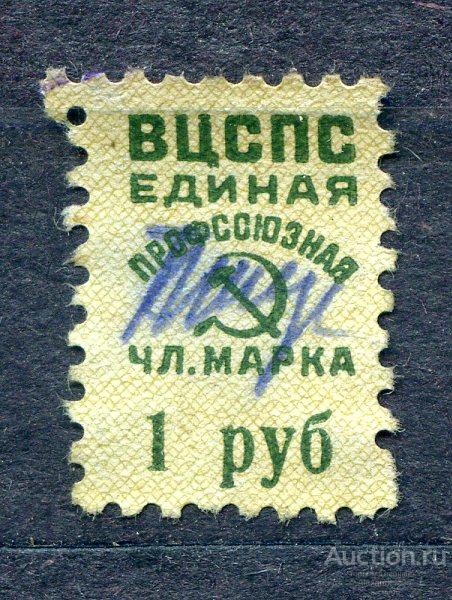 ВЦСПС
ЕДИНАЯ
ПРОФСОЮЗНАЯ
ЧЛ. МАРКА
1 руб
Auction.ru